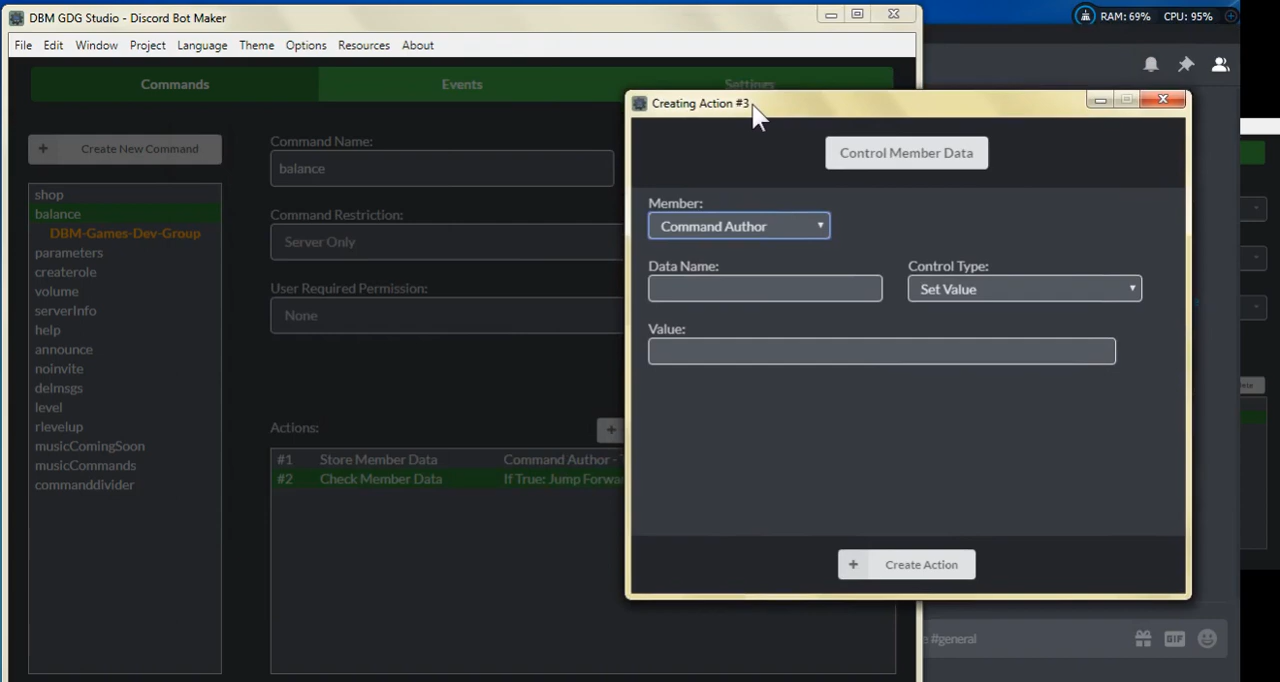 DBM GDG Studio - Discord Bot Maker
RAM: 69% CPU: 95%
File Edit Window Project Language Theme Options Resources About
Commands Events Settings
Creating Action #3
Create New Command
Command Name:
balance
Control Member Data
shop
balance
DBM-Games-Dev-Group
parameters
createrole
volume
serverInfo
help
announce
noinvite
delmsgs
level
rlevelup
musicComingSoon
musicCommands
commanddivider
Command Restriction:
Server Only
User Required Permission:
None
Actions:
#1 Store Member Data Command Author -
#2 Check Member Data If True: Jump Forwa
Member:
Command Author
Data Name:
Control Type:
Set Value
Value:
Create Action
#general
GIF